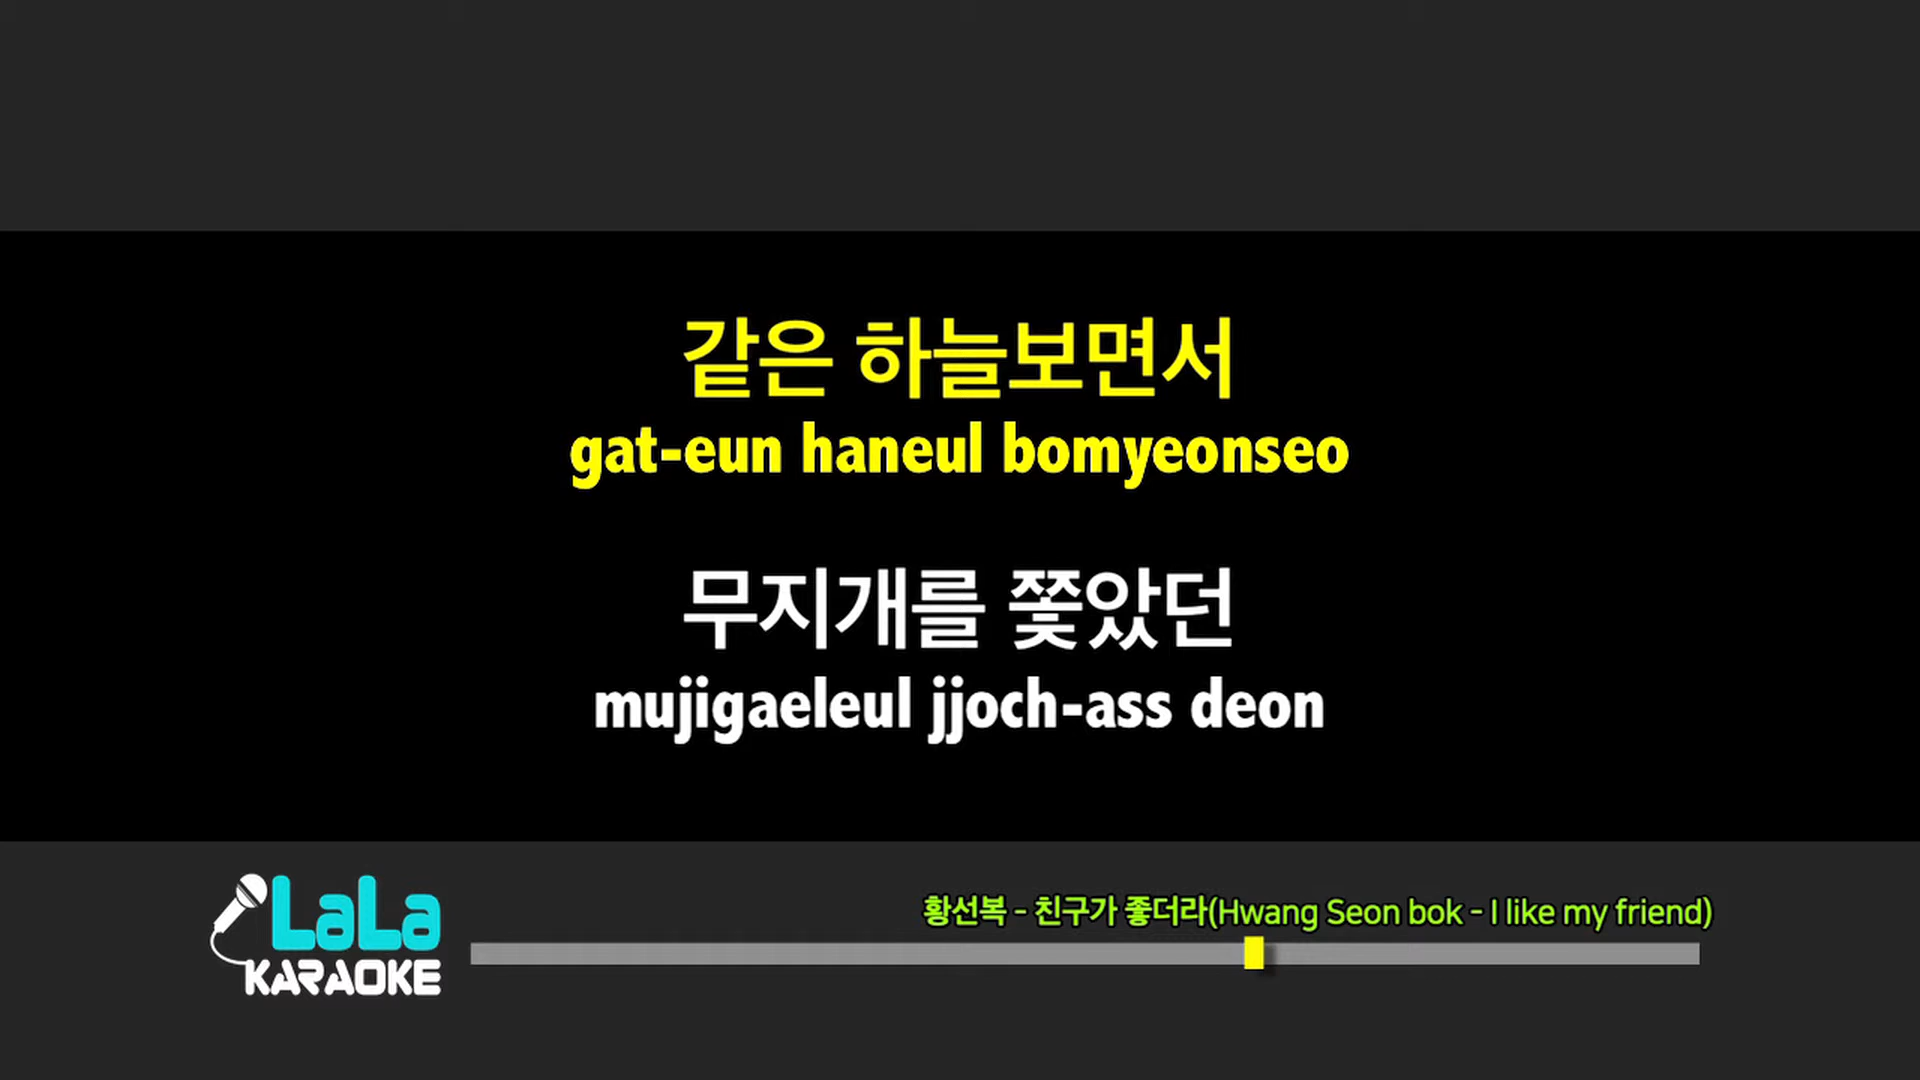 같은 하늘보면서
gat-eun haneul bomyeonseo
무지개를 쫓았던
mujigaeleul jjoch-ass deon
황선복 - 친구가 좋더라(Hwang Seon bok - I like my friend)
LaLa
KARAOKE